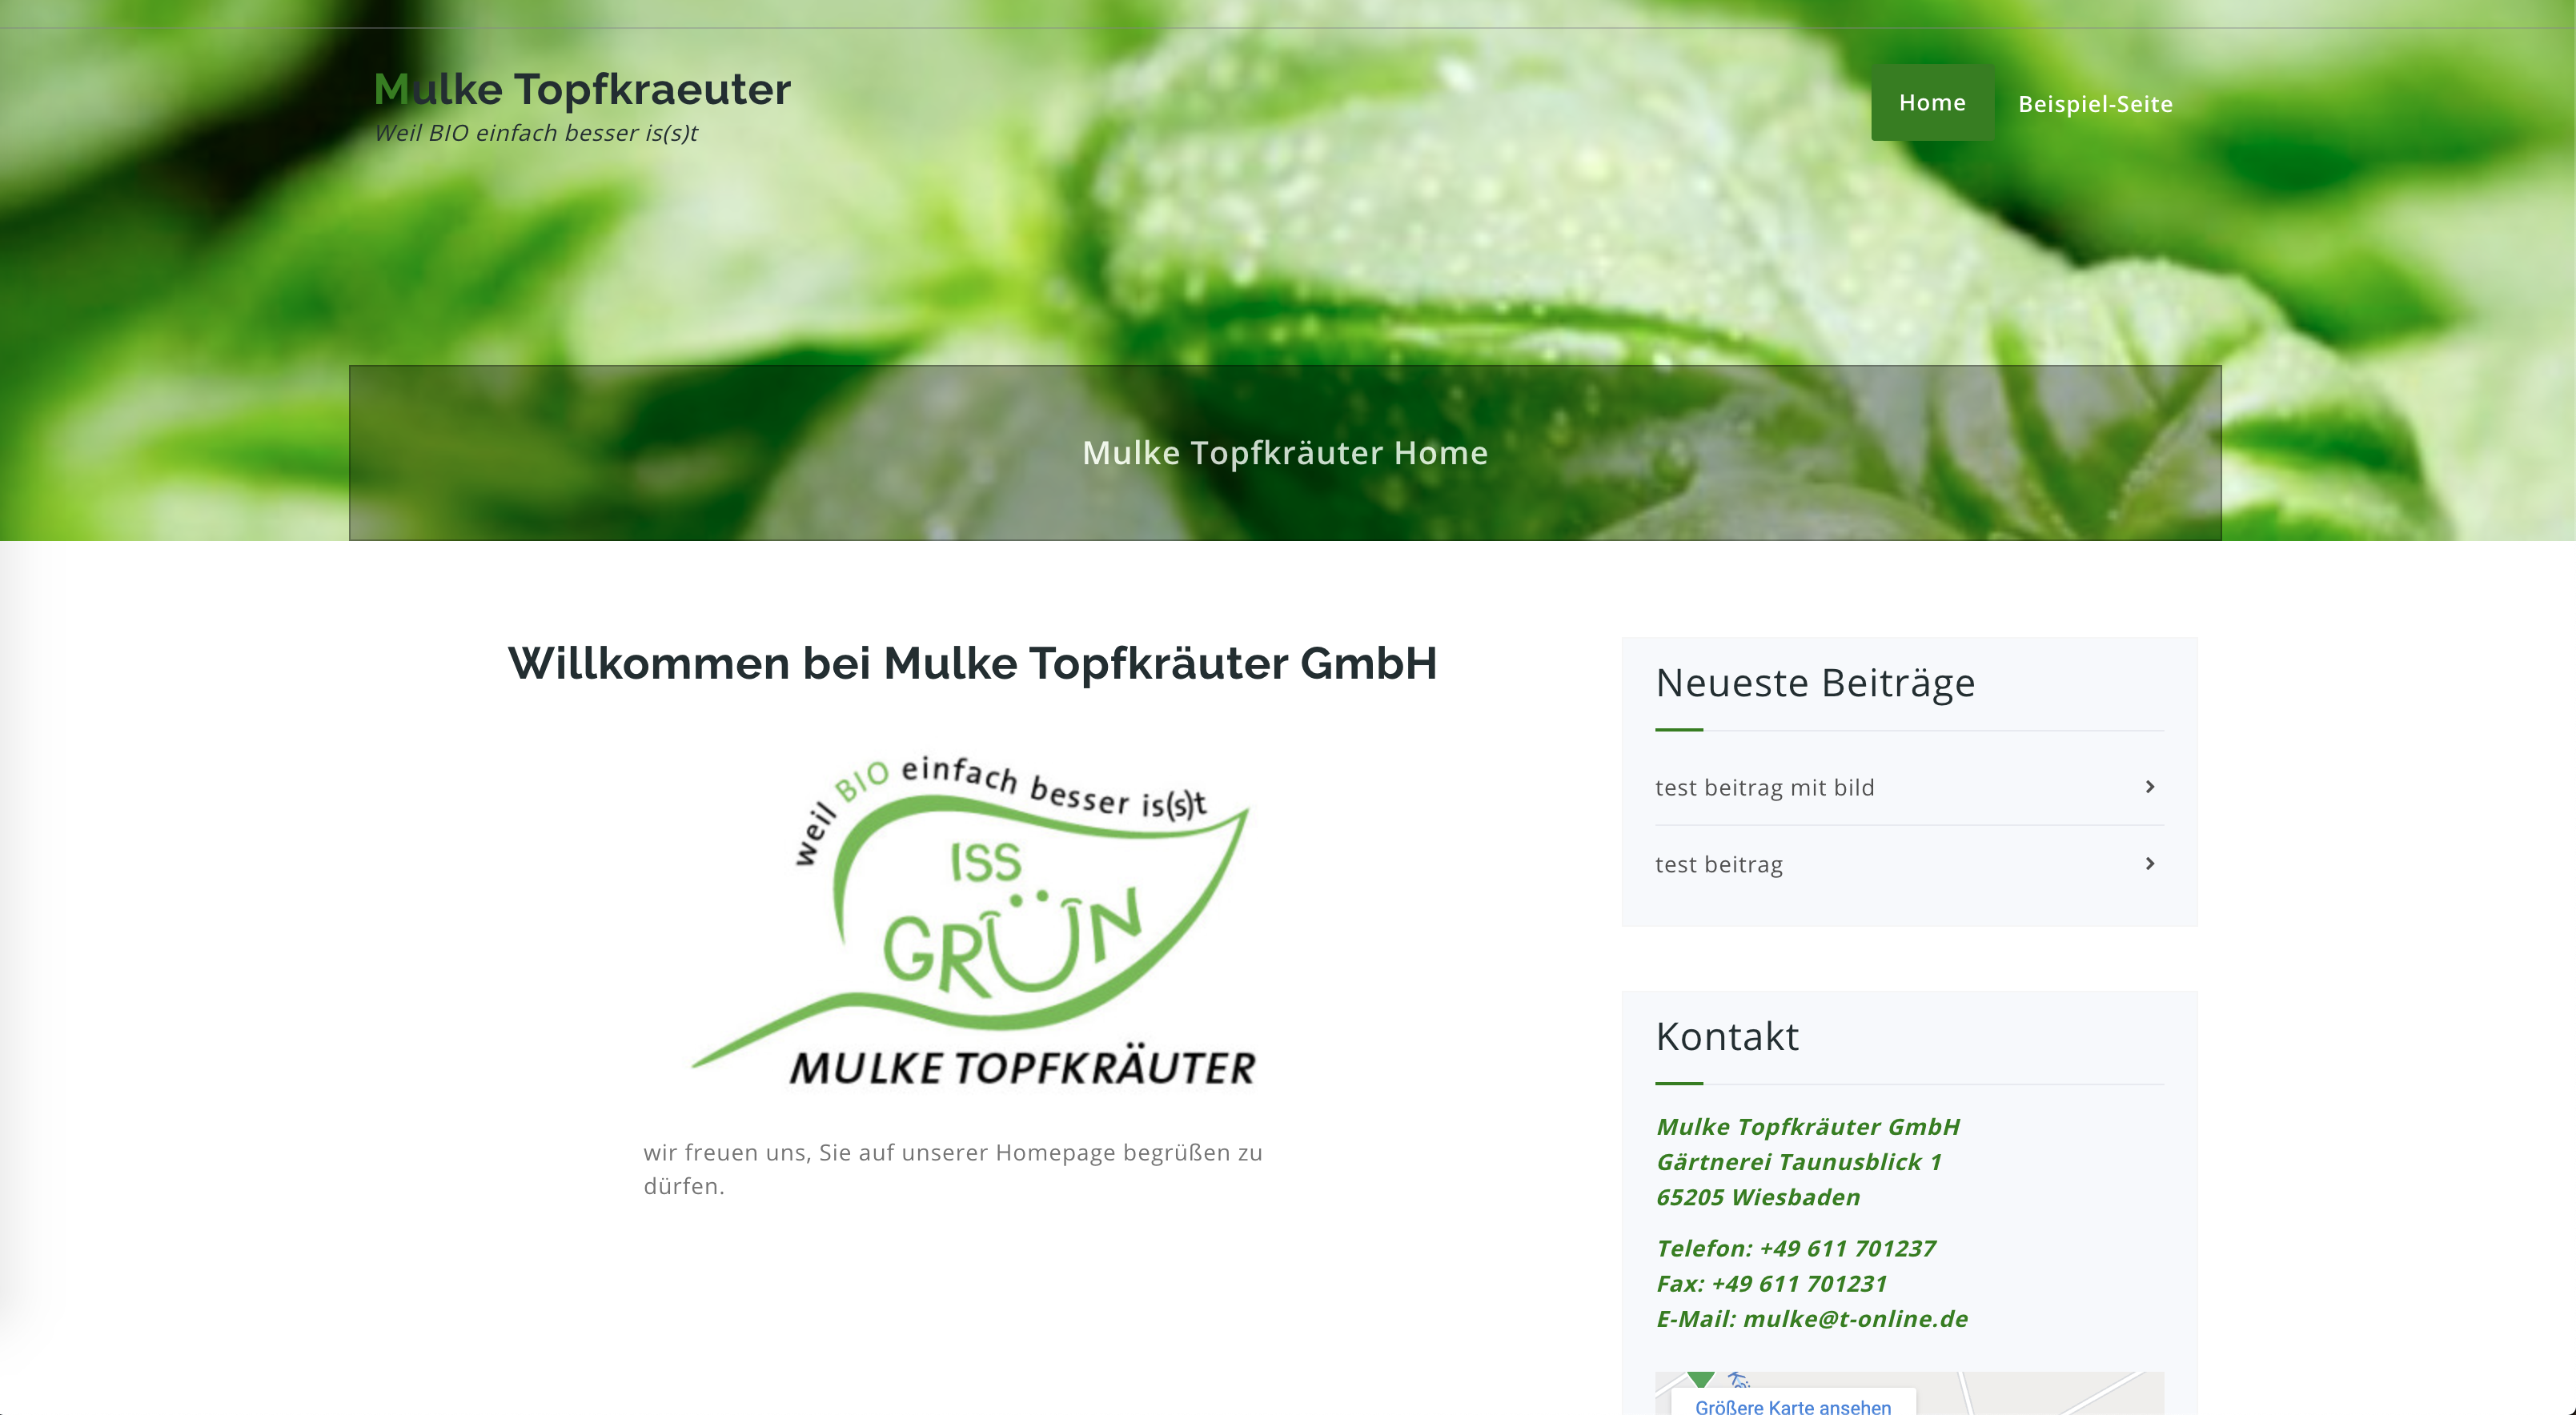 Mulke Topfkraeuter
Weil BIO einfach besser is(s)t
Home
Beispiel-Seite
Mulke Topfkräuter Home
Willkommen bei Mulke Topfkräuter GmbH
weil BIO einfach besser is(s)t
ISS
GRÜN
MULKE TOPFKRÄUTER
wir freuen uns, Sie auf unserer Homepage begrüßen zu
dürfen.
Neueste Beiträge
test beitrag mit bild
test beitrag
Kontakt
Mulke Topfkräuter GmbH
Gärtnerei Taunusblick 1
65205 Wiesbaden
Telefon: +49 611 701237
Fax: +49 611 701231
E-Mail: mulke@t-online.de
Größere Karte ansehen